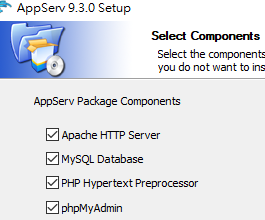 AppServ 9.3.0 Setup
Select Components
Select the components
you do not want to ins
AppServ Package Components
Apache HTTP Server
MySQL Database
PHP Hypertext Preprocessor
phpMyAdmin